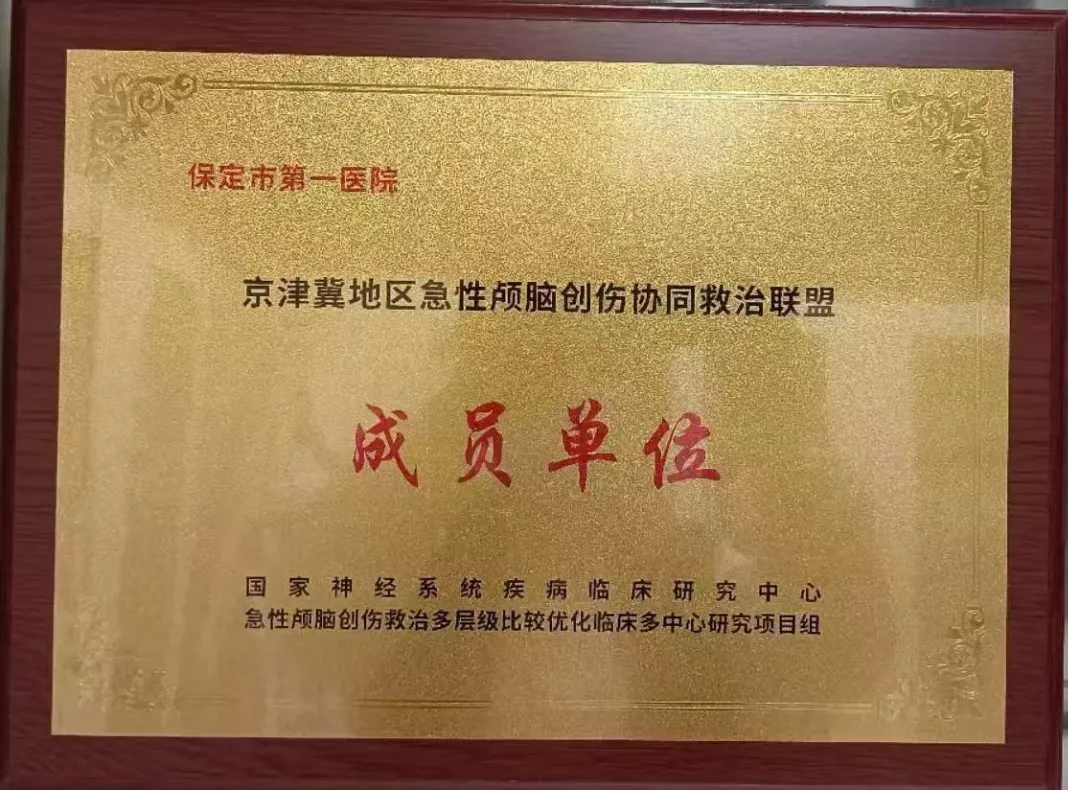 保定市第一医院
京津冀地区急性颅脑创伤协同救治联盟
成员单位
国家神经系统疾病临床研究中心
急性颅脑创伤救治多层级比较优化临床多中心研究项目组